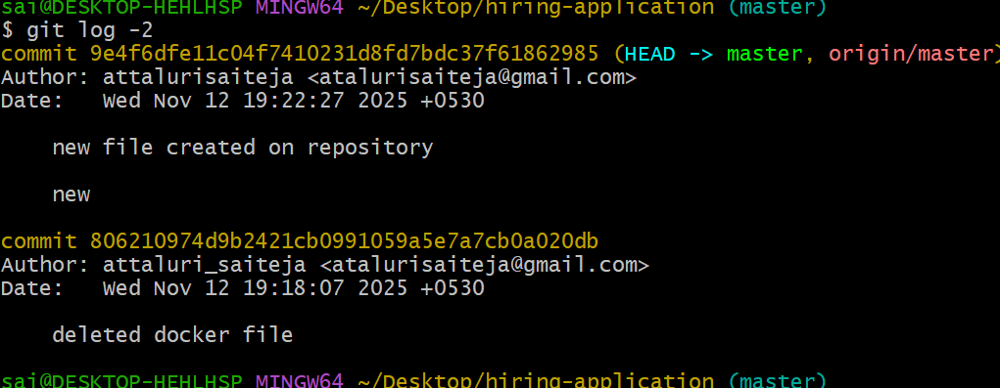 sai@DESKTOP-HEHLHSP MINGW64 ~/Desktop/hiring-application (master)
$ git log -2
commit 9e4f6dfe11c04f7410231d8fd7bdc37f61862985 (HEAD -> master, origin/master)
Author: attalurisaiteja <atalurisaiteja@gmail.com>
Date:   Wed Nov 12 19:22:27 2025 +0530
    new file created on repository
    new
commit 806210974d9b2421cb0991059a5e7a7cb0a020db
Author: attaluri_saiteja <atalurisaiteja@gmail.com>
Date:   Wed Nov 12 19:18:07 2025 +0530
    deleted docker file
sai@DESKTOP-HEHLHSP MINGW64 ~/Desktop/hiring-application (master)